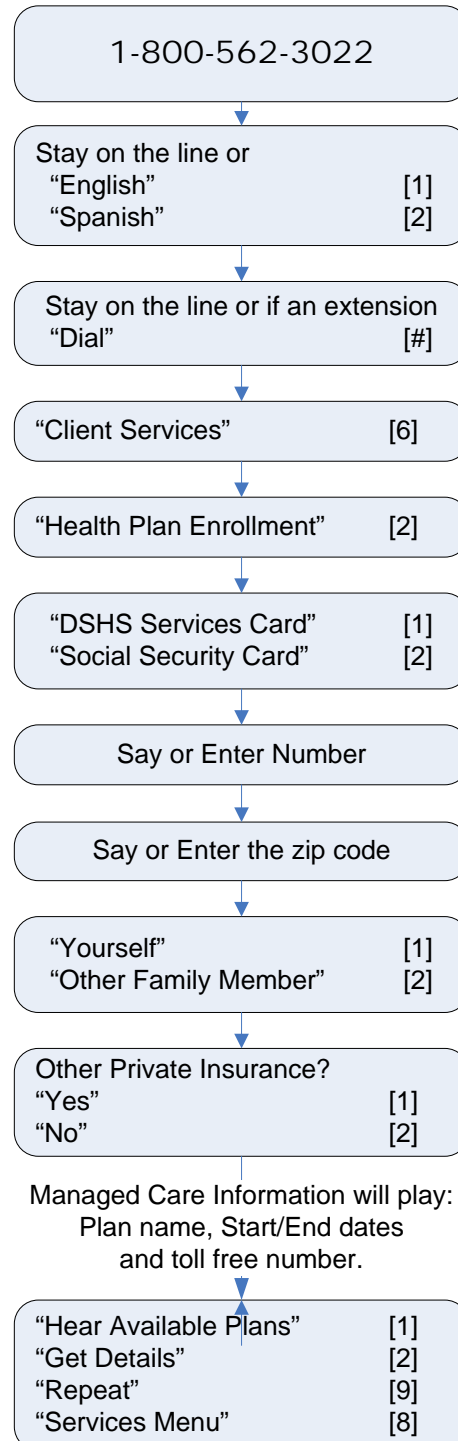 1-800-562-3022
Stay on the line or
“English” [1]
“Spanish” [2]
Stay on the line or if an extension
“Dial” [#]
“Client Services” [6]
“Health Plan Enrollment” [2]
“DSHS Services Card” [1]
“Social Security Card” [2]
Say or Enter Number
Say or Enter the zip code
“Yourself” [1]
“Other Family Member” [2]
Other Private Insurance?
“Yes” [1]
“No” [2]
Managed Care Information will play:
Plan name, Start/End dates
and toll free number.
“Hear Available Plans” [1]
“Get Details” [2]
“Repeat” [9]
“Services Menu” [8]